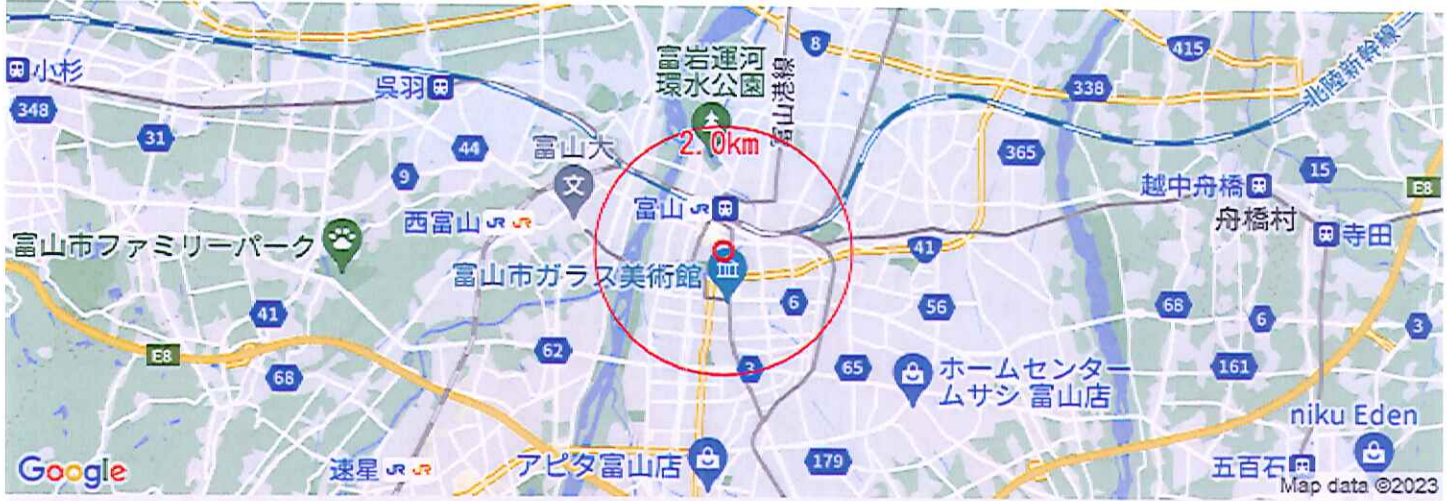 8
415
北陸新幹線
富岩運河
環水公園
富山港線
小杉
呉羽
338
348
31
44
2.0km
富山大
365
15
9
越中舟橋
E8
西富山 JR JR
富山 JR
舟橋村
寺田
富山市ファミリーパーク
41
富山市ガラス美術館
6
56
68
6
3
41
E8
62
3
65
ホームセンター
ムサシ 富山店
161
68
niku Eden
Google
速星 JR JR
アピタ富山店
179
五百石
Map data ©2023